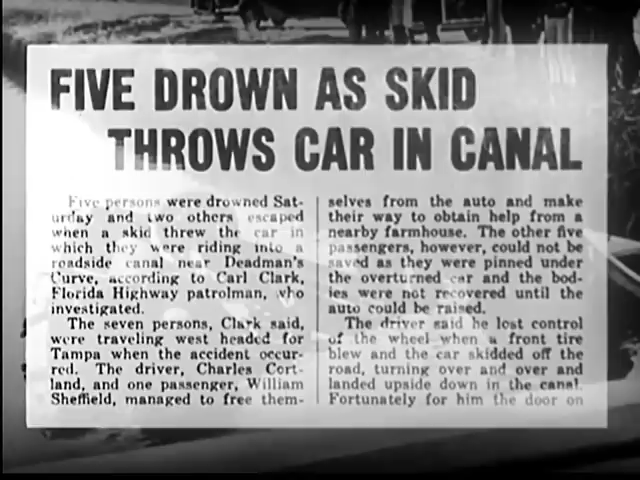 FIVE DROWN AS SKID
THROWS CAR IN CANAL
Five persons were drowned Sat-
urday and two others escaped
when a skid threw the car in
which they were riding into a
roadside canal near Deadman's
Curve, according to Carl Clark,
Florida Highway patrolman, who
investigated.
The seven persons, Clark said,
were traveling west headed for
Tampa when the accident occur-
red. The driver, Charles Cort-
land, and one passenger, William
Sheffield, managed to free them-
selves from the auto and make
their way to obtain help from a
nearby farmhouse. The other five
passengers, however, could not be
saved as they were pinned under
the overturned car and the bod-
ies were not recovered until the
auto could be raised.
The driver said he lost control
of the wheel when a front tire
blew and the car skidded off the
road, turning over and over and
landed upside down in the canal.
Fortunately for him the door on